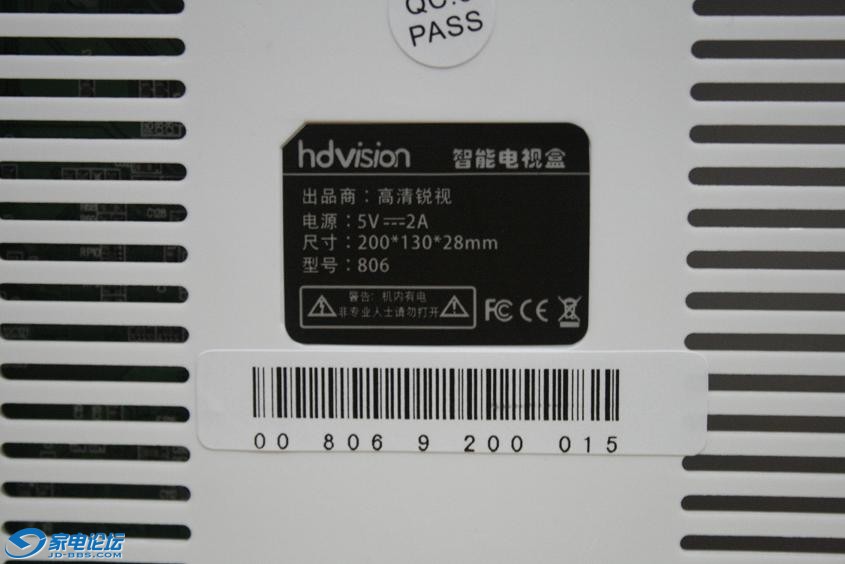 PASS
hdvision 智能电视盒
出品商：高清锐视
电源：5V⎓2A
尺寸：200*130*28mm
型号：806
警告：机内有电
非专业人士请勿打开
FC CE
00 806 9 200 015
家电论坛
JD-BBS.COM